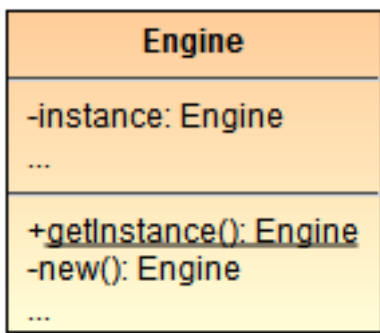 Engine
-instance: Engine
...
+getInstance(): Engine
-new(): Engine
...